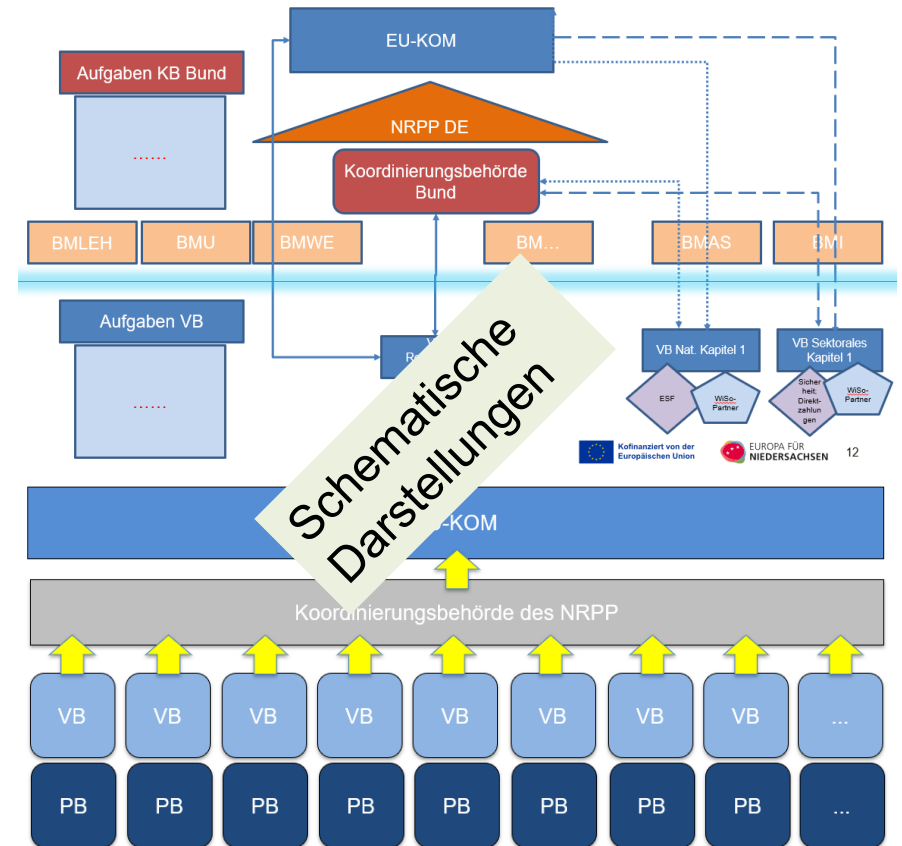 EU-KOM
Aufgaben KB Bund
……
NRPP DE
Koordinierungsbehörde
Bund
BMLEH
BMU
BMWE
BM...
BMAS
BMI
Aufgaben VB
……
VB Nat. Kapitel 1
VB Sektorales
Kapitel 1
ESF
WiSo-
Partner
Sicher
heit;
Direkt-
zahlun
gen
WiSo-
Partner
Kofinanziert von der
Europäischen Union
EUROPA FÜR
NIEDERSACHSEN
12
Schematische
Darstellungen
-KOM
Koordinierungsbehörde des NRPP
VB
VB
VB
VB
VB
VB
VB
VB
...
PB
PB
PB
PB
PB
PB
PB
PB
...